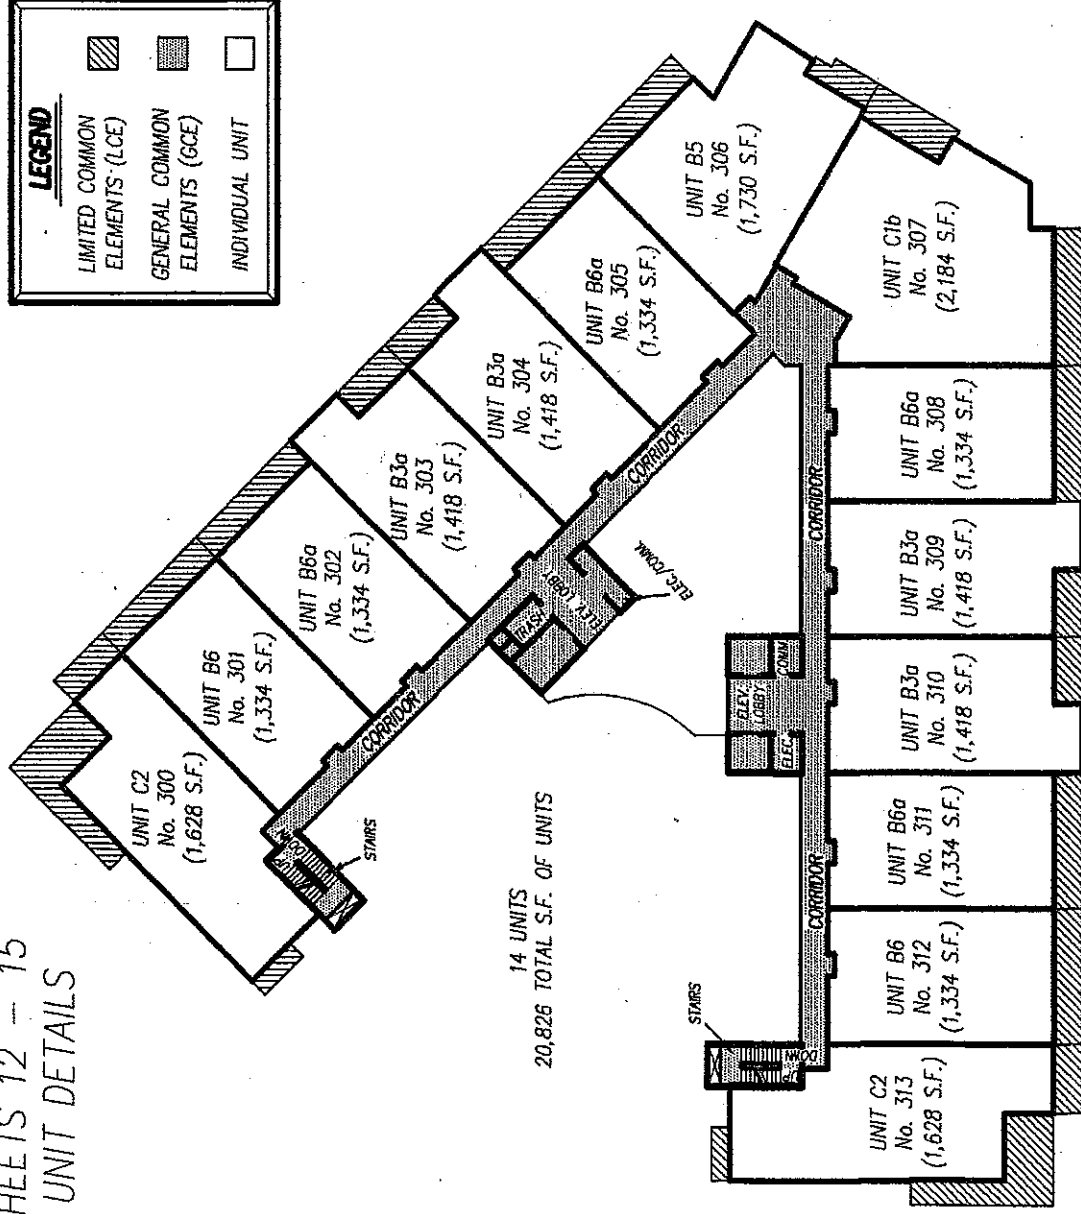 HEETS 12 - 15
UNIT DETAILS
LEGEND
LIMITED COMMON
ELEMENTS (LCE)
GENERAL COMMON
ELEMENTS (GCE)
INDIVIDUAL UNIT
UNIT C2
No. 300
(1,628 S.F.)
UNIT B6
No. 301
(1,334 S.F.)
UNIT B6a
No. 302
(1,334 S.F.)
UNIT B3a
No. 303
(1,418 S.F.)
UNIT B3a
No. 304
(1,418 S.F.)
UNIT B6a
No. 305
(1,334 S.F.)
UNIT B5
No. 306
(1,730 S.F.)
UNIT C1b
No. 307
(2,184 S.F.)
UNIT B6a
No. 308
(1,334 S.F.)
UNIT B3a
No. 309
(1,418 S.F.)
UNIT B3a
No. 310
(1,418 S.F.)
UNIT B6a
No. 311
(1,334 S.F.)
UNIT B6
No. 312
(1,334 S.F.)
UNIT C2
No. 313
(1,628 S.F.)
CORRIDOR
CORRIDOR
CORRIDOR
CORRIDOR
UP
DOWN
STAIRS
TRASH
ELEV. LOBBY
ELEC./COMM.
ELEV.
LOBBY
COMM.
ELEC.
STAIRS
UP
DOWN
14 UNITS
20,826 TOTAL S.F. OF UNITS